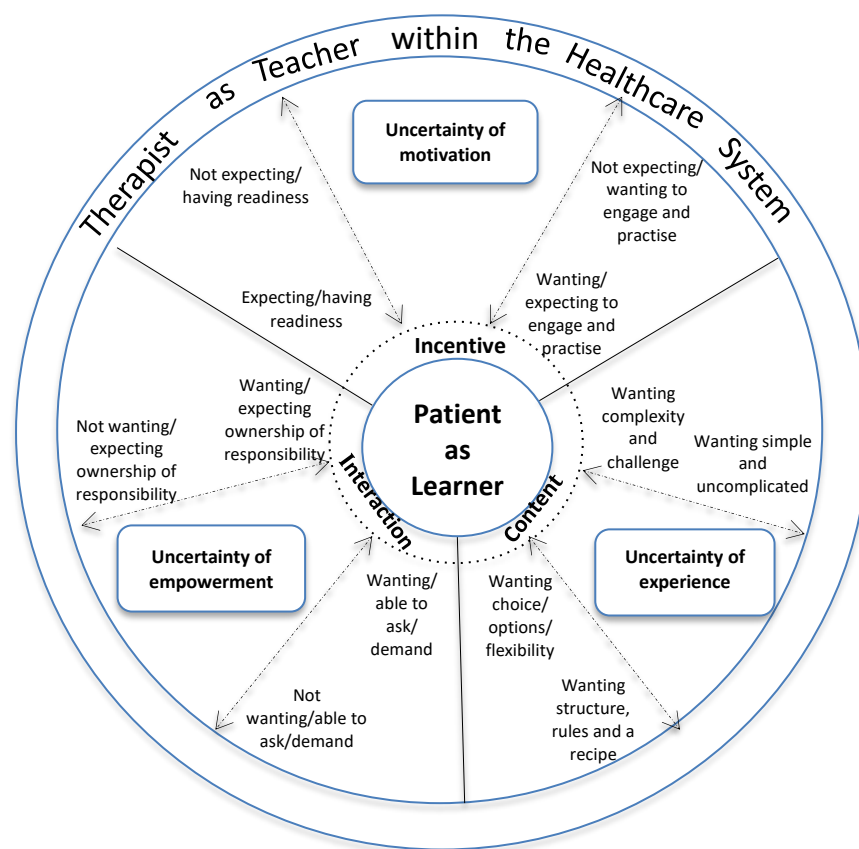 Therapist as Teacher within the Healthcare System
Uncertainty of
motivation
Not expecting/
having readiness
Not expecting/
wanting to
engage and
practise
Expecting/having
readiness
Wanting/
expecting to
engage and
practise
Incentive
Patient
as
Learner
Interaction
Content
Wanting/
expecting
ownership of
responsibility
Not wanting/
expecting
ownership of
responsibility
Wanting
complexity
and
challenge
Wanting simple
and
uncomplicated
Uncertainty of
empowerment
Uncertainty of
experience
Wanting/
able to
ask/
demand
Wanting
choice/
options/
flexibility
Not
wanting/able to
ask/demand
Wanting
structure,
rules and a
recipe